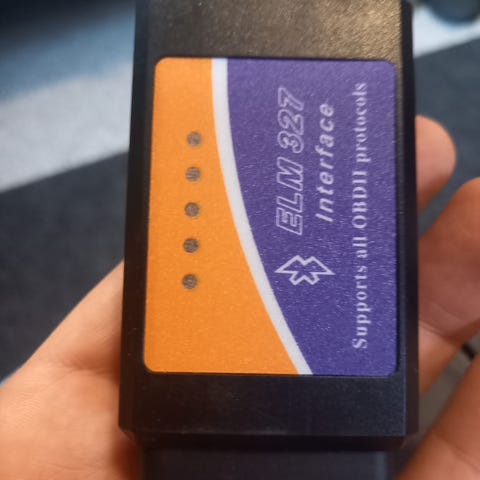 ELM 327
Interface
Supports all OBDII protocols